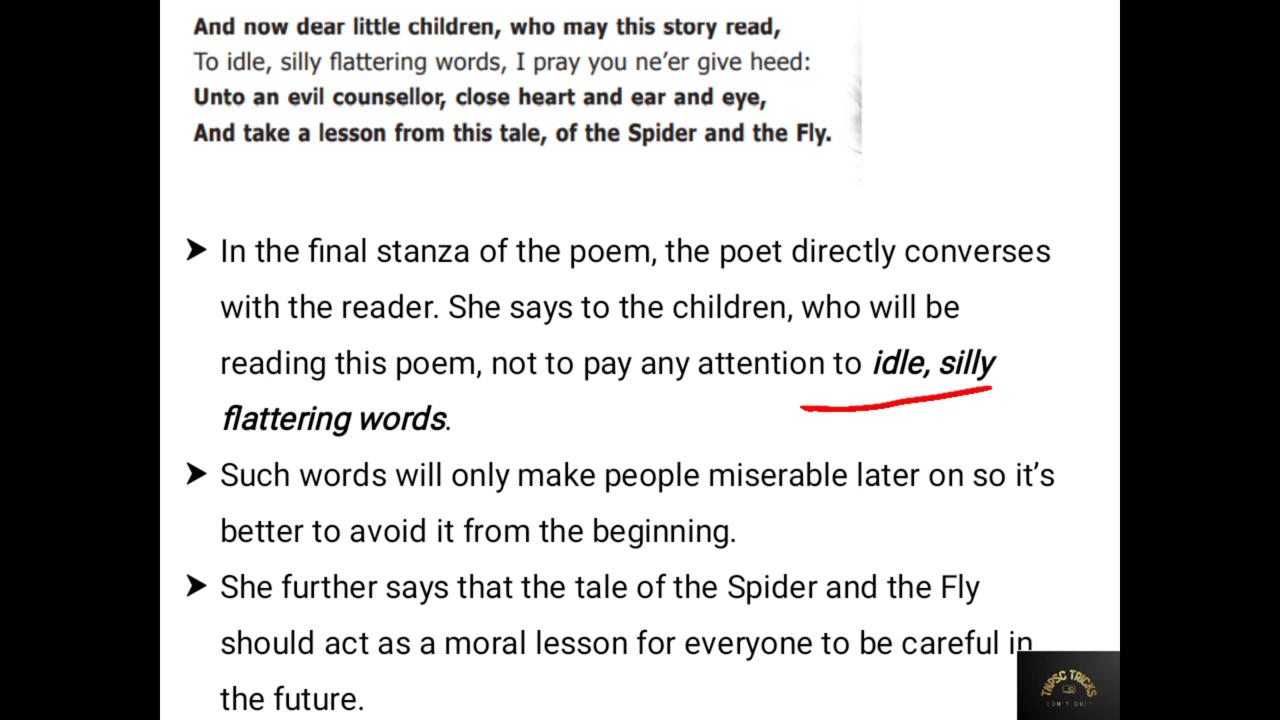 And now dear little children, who may this story read,
To idle, silly flattering words, I pray you ne'er give heed:
Unto an evil counsellor, close heart and ear and eye,
And take a lesson from this tale, of the Spider and the Fly.
➤ In the final stanza of the poem, the poet directly converses
with the reader. She says to the children, who will be
reading this poem, not to pay any attention to idle, silly
flattering words.
➤ Such words will only make people miserable later on so it's
better to avoid it from the beginning.
➤ She further says that the tale of the Spider and the Fly
should act as a moral lesson for everyone to be careful in
the future.
TNPSC TRICKS
DON'T QUIT